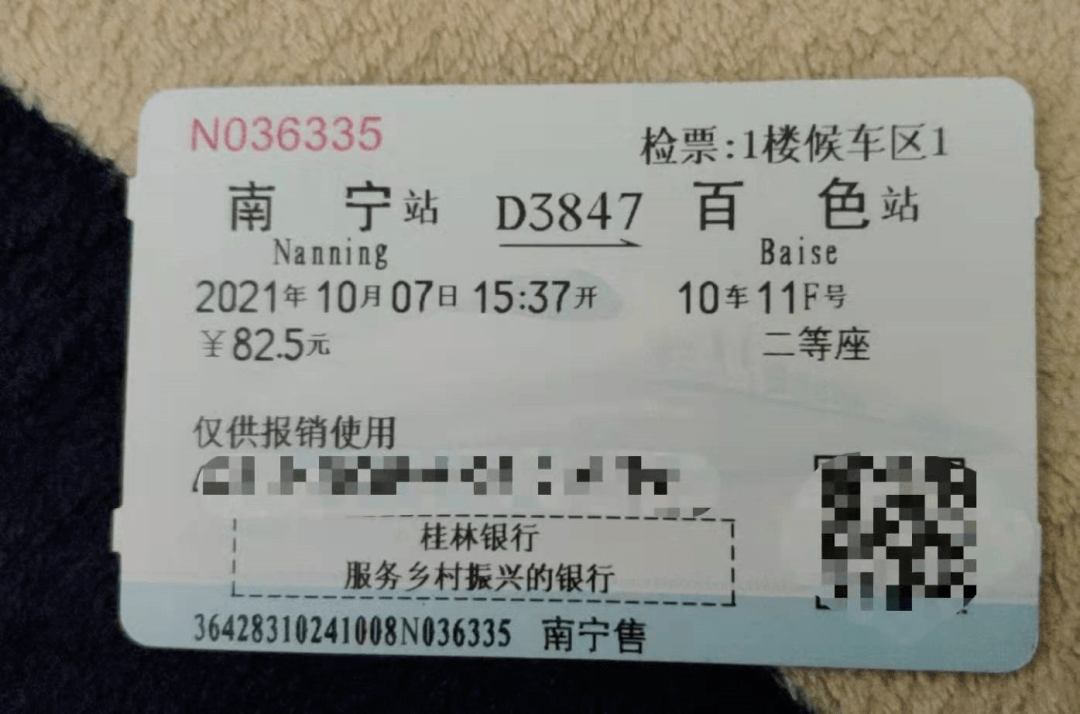 N036335 检票:1楼候车区1
南宁站 D3847 百色站
Nanning Baise
2021年10月07日 15:37开 10车11F号
¥82.5元 二等座
仅供报销使用
桂林银行
服务乡村振兴的银行
36428310241008N036335 南宁售